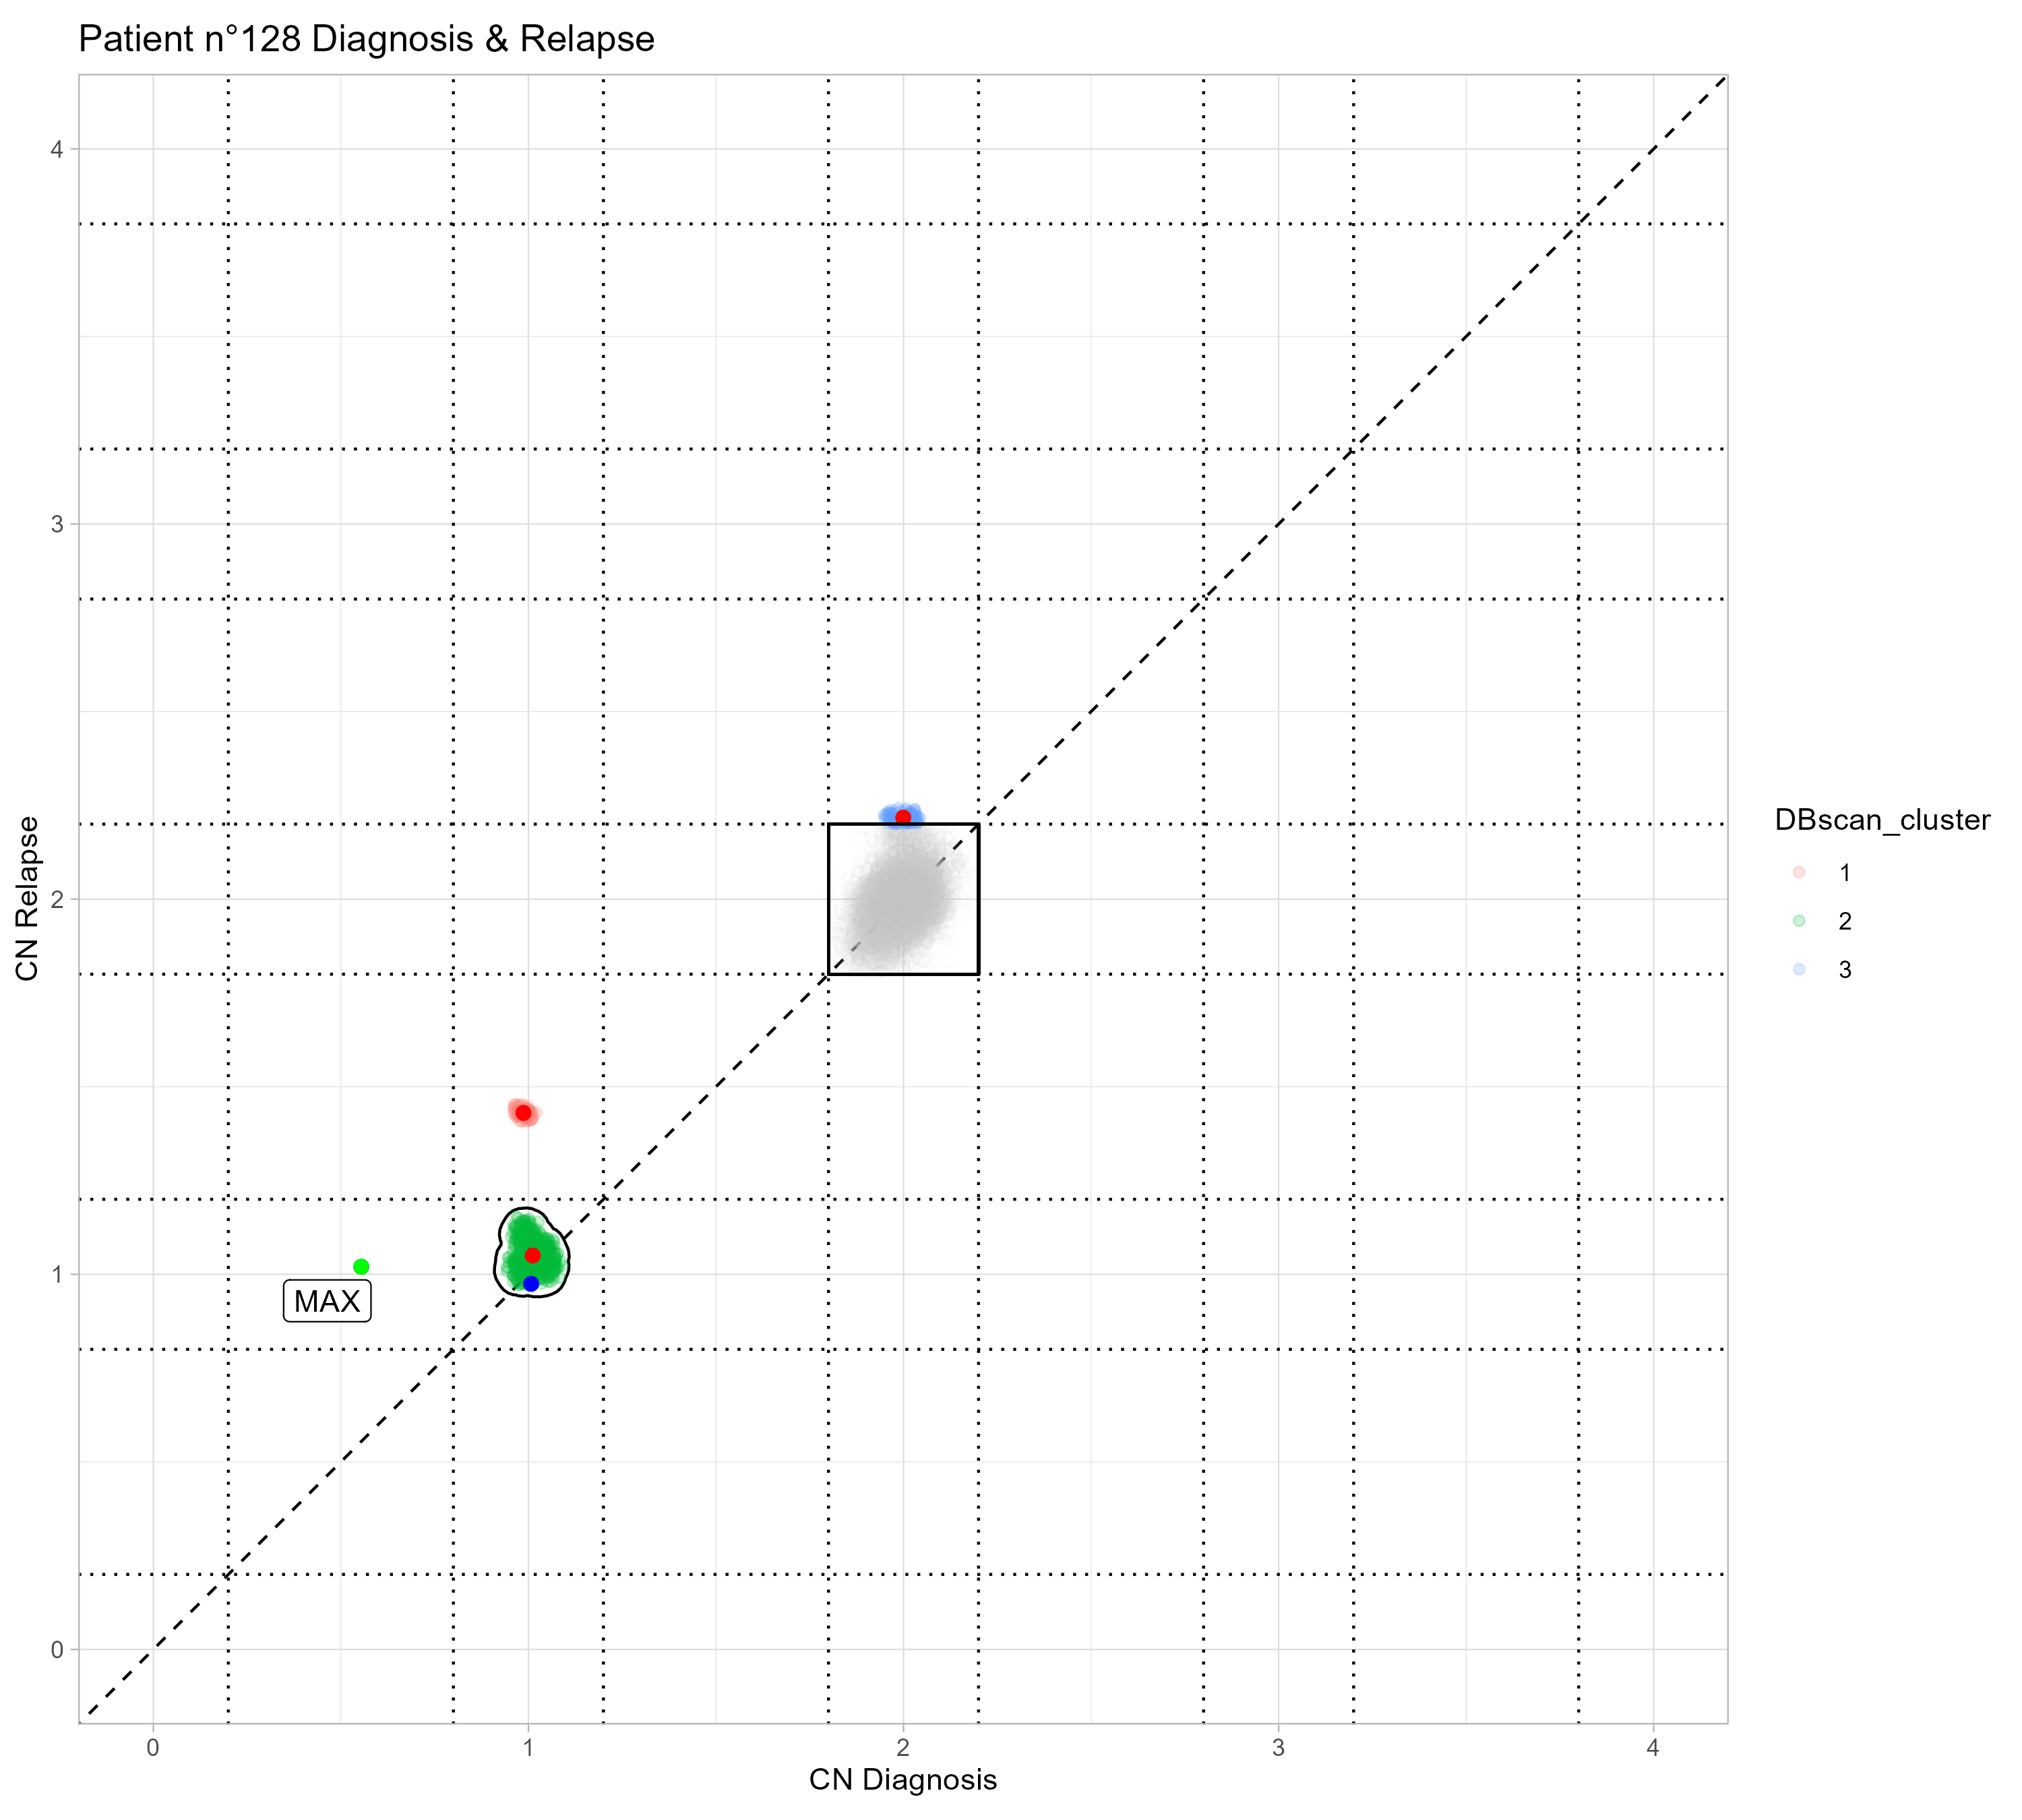 Patient n°128 Diagnosis & Relapse
4
3
2
1
0
CN Relapse
MAX
0 1 2 3 4
CN Diagnosis
DBscan_cluster
1
2
3